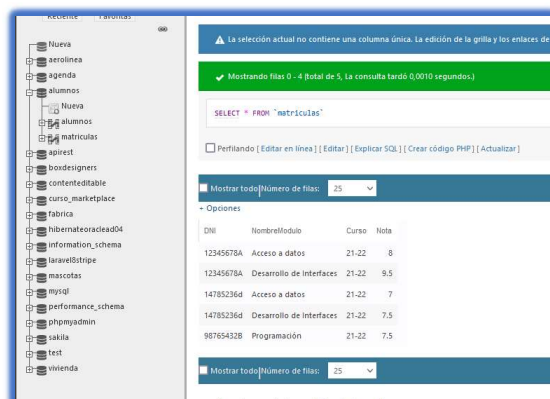 Reciente Favoritas
Nueva
aerolinea
agenda
alumnos
Nueva
alumnos
matriculas
apirest
boxdesigners
contenteditable
curso_marketplace
fabrica
hibernateoraclead04
information_schema
laravel8stripe
mascotas
mysql
performance_schema
phpmyadmin
sakila
test
vivienda
La selección actual no contiene una columna única. La edición de la grilla y los enlaces de
Mostrando filas 0 - 4 (total de 5, La consulta tardó 0,0010 segundos.)
SELECT * FROM `matriculas`
Perfilando [ Editar en línea ] [ Editar ] [ Explicar SQL ] [ Crear código PHP ] [ Actualizar ]
Mostrar todo Número de filas: 25
+ Opciones
DNI NombreModulo Curso Nota
12345678A Acceso a datos 21-22 8
12345678A Desarrollo de Interfaces 21-22 9.5
14785236d Acceso a datos 21-22 7
14785236d Desarrollo de Interfaces 21-22 7.5
98765432B Programación 21-22 7.5
Mostrar todo Número de filas: 25